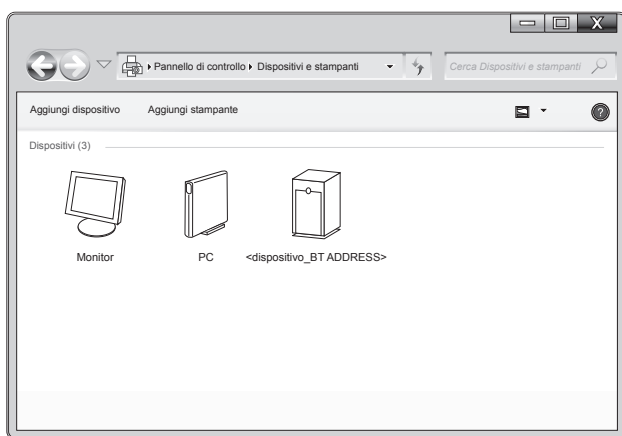 Pannello di controllo Dispositivi e stampanti
Cerca Dispositivi e stampanti
Aggiungi dispositivo Aggiungi stampante
?
Dispositivi (3)
Monitor PC <dispositivo_BT ADDRESS>